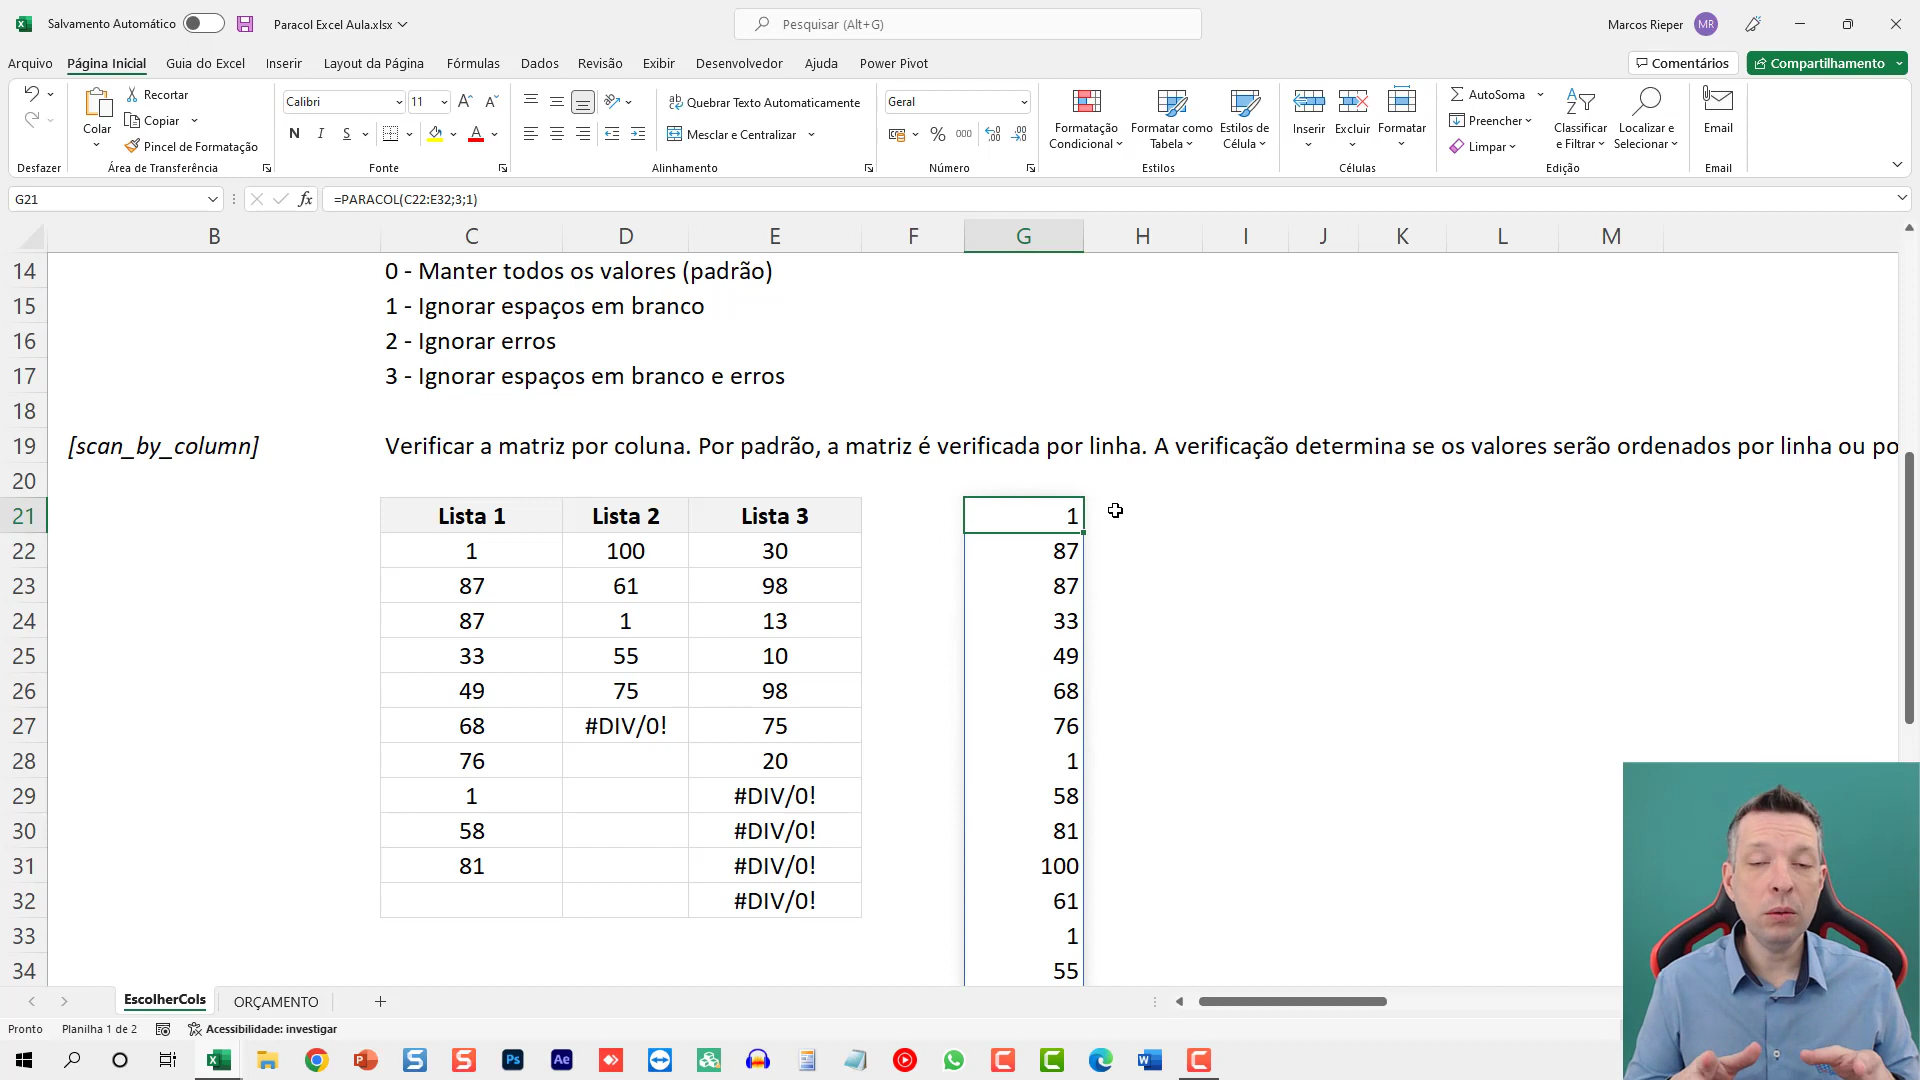 Salvamento Automático
Paracol Excel Aula.xlsx
Pesquisar (Alt+G)
Marcos Rieper
MR
Arquivo Página Inicial Guia do Excel Inserir Layout da Página Fórmulas Dados Revisão Exibir Desenvolvedor Ajuda Power Pivot
Comentários
Compartilhamento
Colar
Recortar
Copiar
Pincel de Formatação
Calibri 11
N I S
Quebrar Texto Automaticamente
Mesclar e Centralizar
Geral
% 000
Formatação Condicional
Formatar como Tabela
Estilos de Célula
Inserir
Excluir
Formatar
AutoSoma
Preencher
Limpar
Classificar e Filtrar
Localizar e Selecionar
Email
Desfazer Área de Transferência Fonte Alinhamento Número Estilos Células Edição Email
G21
fx =PARACOL(C22:E32;3;1)
B C D E F G H I J K L M
14 0 - Manter todos os valores (padrão)
15 1 - Ignorar espaços em branco
16 2 - Ignorar erros
17 3 - Ignorar espaços em branco e erros
18
19 [scan_by_column] Verificar a matriz por coluna. Por padrão, a matriz é verificada por linha. A verificação determina se os valores serão ordenados por linha ou po
20
21 Lista 1 Lista 2 Lista 3 1
22 1 100 30 87
23 87 61 98 87
24 87 1 13 33
25 33 55 10 49
26 49 75 98 68
27 68 #DIV/0! 75 76
28 76 20 1
29 1 #DIV/0! 58
30 58 #DIV/0! 81
31 81 #DIV/0! 100
32 #DIV/0! 61
33 1
34 55
EscolherCols ORÇAMENTO
Pronto Planilha 1 de 2 Acessibilidade: investigar